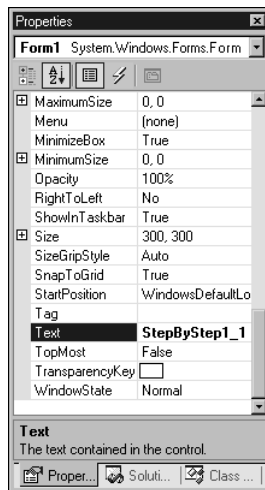 Properties
Form1 System.Windows.Forms.Form
MaximumSize 0, 0
Menu (none)
MinimizeBox True
MinimumSize 0, 0
Opacity 100%
RightToLeft No
ShowInTaskbar True
Size 300, 300
SizeGripStyle Auto
SnapToGrid True
StartPosition WindowsDefaultLo
Tag
Text StepByStep1_1
TopMost False
TransparencyKey
WindowState Normal
Text
The text contained in the control.
Proper... Soluti... Class ...